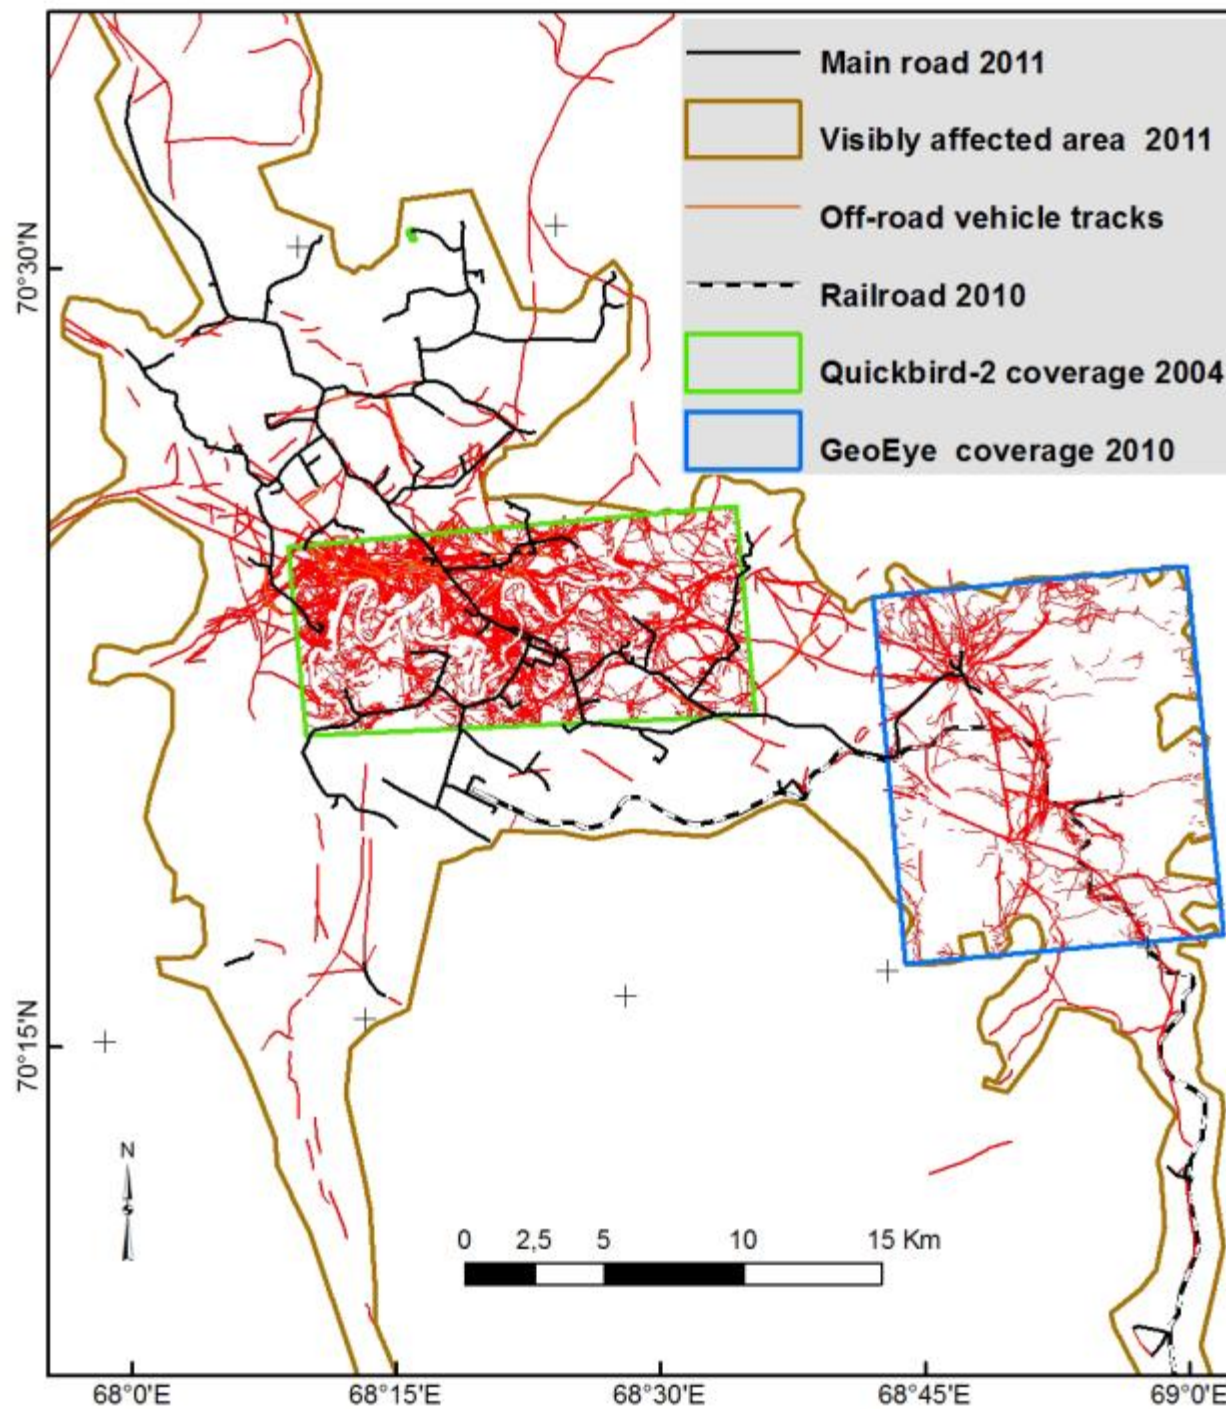 Main road 2011
Visibly affected area 2011
Off-road vehicle tracks
Railroad 2010
Quickbird-2 coverage 2004
GeoEye coverage 2010
70°30'N
70°15'N
N
0 2,5 5 10 15 Km
68°0'E 68°15'E 68°30'E 68°45'E 69°0'E